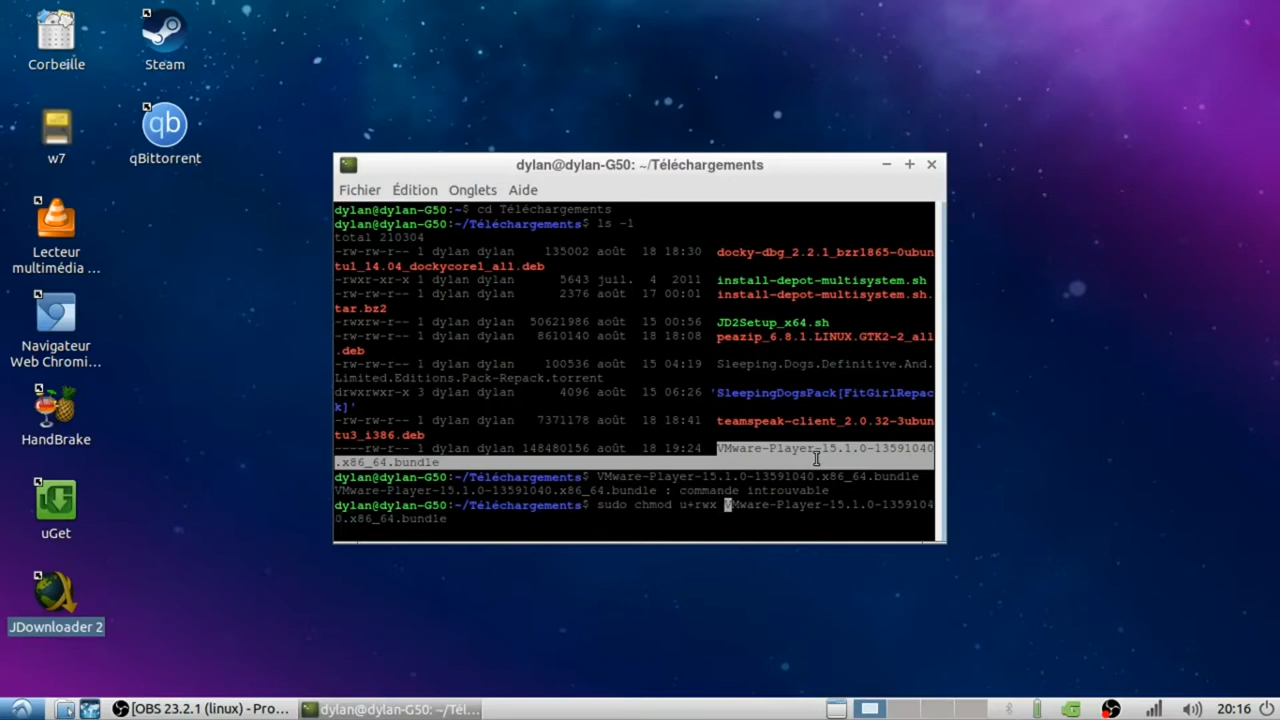 Corbeille
Steam
w7
qBittorrent
qb
Lecteur
multimédia ...
Navigateur
Web Chromi...
HandBrake
uGet
JDownloader 2
dylan@dylan-G50: ~/Téléchargements
Fichier Édition Onglets Aide
dylan@dylan-G50:~$ cd Téléchargements
dylan@dylan-G50:~/Téléchargements$ ls -l
total 210304
-rw-rw-r-- 1 dylan dylan 135002 août 18 18:30 docky-dbg_2.2.1_bzr1865-0ubun
tu1_14.04_dockycore1_all.deb
-rwxr-xr-x 1 dylan dylan 5643 juil. 4 2011 install-depot-multisystem.sh
-rw-rw-r-- 1 dylan dylan 2376 août 17 00:01 install-depot-multisystem.sh.
tar.bz2
-rwxrw-r-- 1 dylan dylan 50621986 août 15 00:56 JD2Setup_x64.sh
-rw-rw-r-- 1 dylan dylan 8610140 août 18 18:08 peazip_6.8.1.LINUX.GTK2-2_all
.deb
-rw-rw-r-- 1 dylan dylan 100536 août 15 04:19 Sleeping.Dogs.Definitive.And.
Limited.Editions.Pack-Repack.torrent
drwxrwxr-x 3 dylan dylan 4096 août 15 06:26 'SleepingDogsPack[FitGirlRepac
k]'
-rw-rw-r-- 1 dylan dylan 7371178 août 18 18:41 teamspeak-client_2.0.32-3ubun
tu3_i386.deb
----rw-r-- 1 dylan dylan 148480156 août 18 19:24 VMware-Player-15.1.0-13591040
.x86_64.bundle
dylan@dylan-G50:~/Téléchargements$ VMware-Player-15.1.0-13591040.x86_64.bundle
VMware-Player-15.1.0-13591040.x86_64.bundle : commande introuvable
dylan@dylan-G50:~/Téléchargements$ sudo chmod u+rwx VMware-Player-15.1.0-1359104
0.x86_64.bundle
[OBS 23.2.1 (linux) - Pro...
dylan@dylan-G50: ~/Tél...
20:16